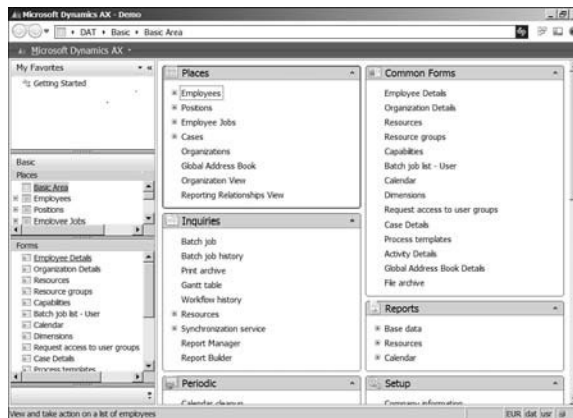 Microsoft Dynamics AX - Demo
DAT ▸ Basic ▸ Basic Area
Microsoft Dynamics AX
My Favorites
Getting Started
Basic
Places
Basic Area
Employees
Positions
Employee Jobs
Forms
Employee Details
Organization Details
Resources
Resource groups
Capabilities
Batch job list - User
Calendar
Dimensions
Request access to user groups
Case Details
Process templates
Places
Employees
Positions
Employee Jobs
Cases
Organizations
Global Address Book
Organization View
Reporting Relationships View
Inquiries
Batch job
Batch job history
Print archive
Gantt table
Workflow history
Resources
Synchronization service
Report Manager
Report Builder
Periodic
Calendar cleanup
Common Forms
Employee Details
Organization Details
Resources
Resource groups
Capabilities
Batch job list - User
Calendar
Dimensions
Request access to user groups
Case Details
Process templates
Activity Details
Global Address Book Details
File archive
Reports
Base data
Resources
Calendar
Setup
Company information
View and take action on a list of employees
EUR dat usr